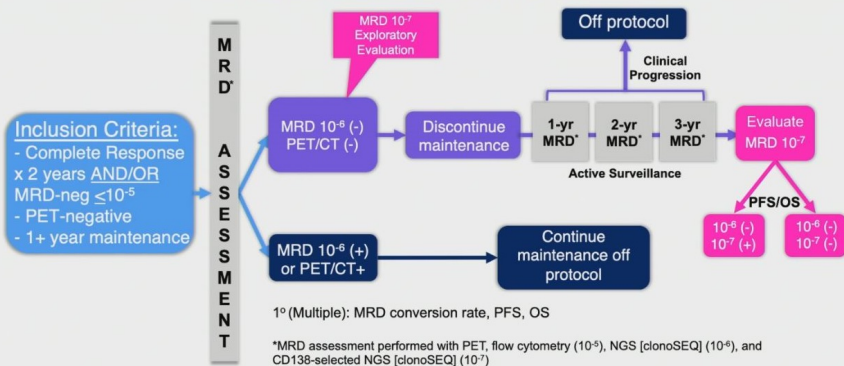 MRD 10-7
Exploratory
Evaluation
Off protocol
Clinical
Progression
MRD*
ASSESSMENT
Inclusion Criteria:
- Complete Response
x 2 years AND/OR
MRD-neg ≤10-5
- PET-negative
- 1+ year maintenance
MRD 10-6 (-)
PET/CT (-)
Discontinue
maintenance
1-yr
MRD*
2-yr
MRD*
3-yr
MRD*
Active Surveillance
Evaluate
MRD 10-7
PFS/OS
10-6 (-)
10-7 (+)
10-6 (-)
10-7 (-)
MRD 10-6 (+)
or PET/CT+
Continue
maintenance off
protocol
1º (Multiple): MRD conversion rate, PFS, OS
*MRD assessment performed with PET, flow cytometry (10-5), NGS [clonoSEQ] (10-6), and
CD138-selected NGS [clonoSEQ] (10-7)